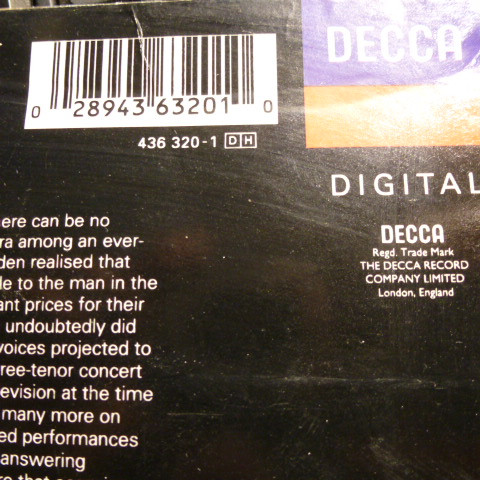 DECCA
0 28943 63201 0
436 320-1 DH
DIGITAL
DECCA
Regd. Trade Mark
THE DECCA RECORD
COMPANY LIMITED
London, England
ere can be no
ra among an ever-
den realised that
le to the man in the
ant prices for their
undoubtedly did
voices projected to
ree-tenor concert
evision at the time
many more on
ed performances
answering